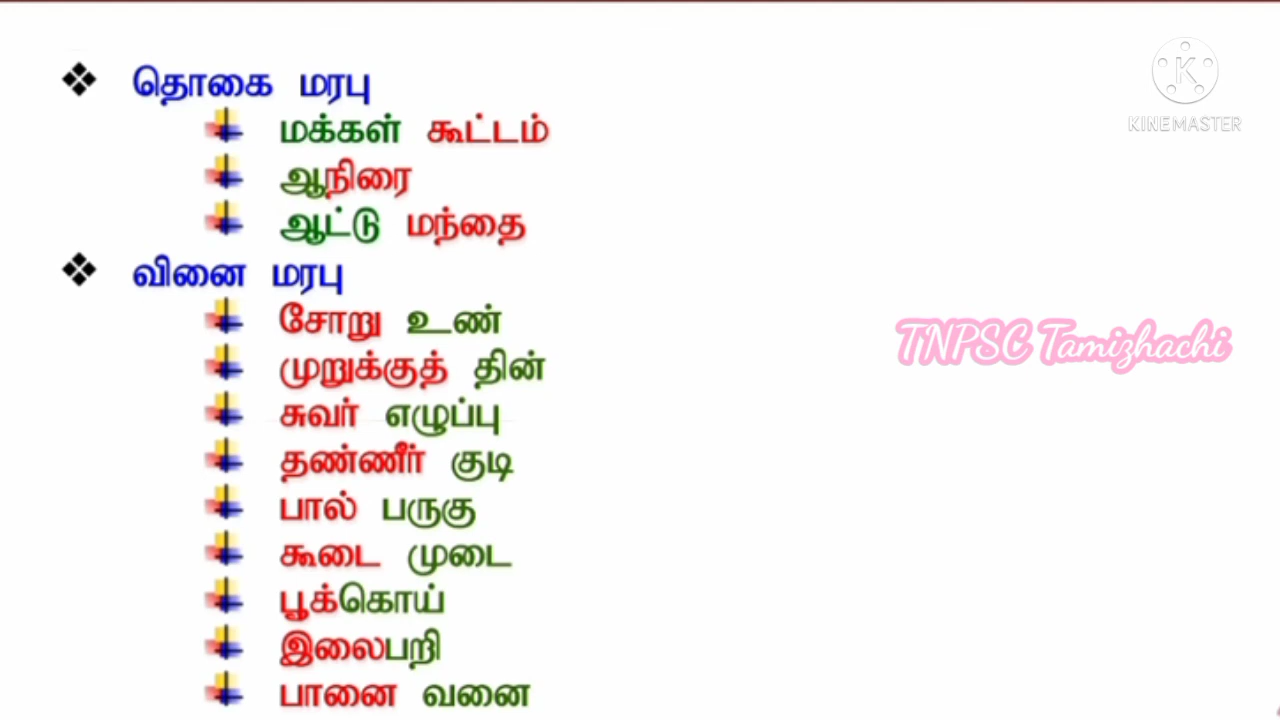 தொகை மரபு
மக்கள் கூட்டம்
ஆநிரை
ஆட்டு மந்தை
வினை மரபு
சோறு உண்
முறுக்குத் தின்
சுவர் எழுப்பு
தண்ணீர் குடி
பால் பருகு
கூடை முடை
பூக்கொய்
இலைபறி
பானை வனை
K
KINEMASTER
TNPSC Tamizhachi